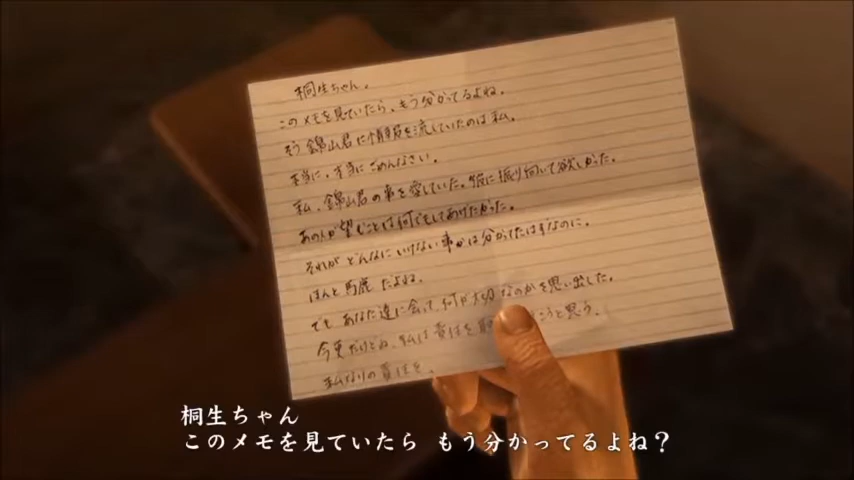 桐生ちゃん。
このメモを見ていたら、もう分かってるよね。
そう 錦山君に情報を流していたのは 私。
本当に、本当に ごめんなさい。
私、錦山君の事を愛していた。彼に振り向いて欲しかった。
あの人が望むことは何でもしてあげたかった。
それが どんなに いけない事かは分かってたはずなのに。
ほんと馬鹿 だよね。
でも あなた達に会って、何が大切なのかを思い出した。
今更だけどね、私は 責任を取 こうと思う。
私なりの責任を。
桐生ちゃん
このメモを見ていたら もう分かってるよね？